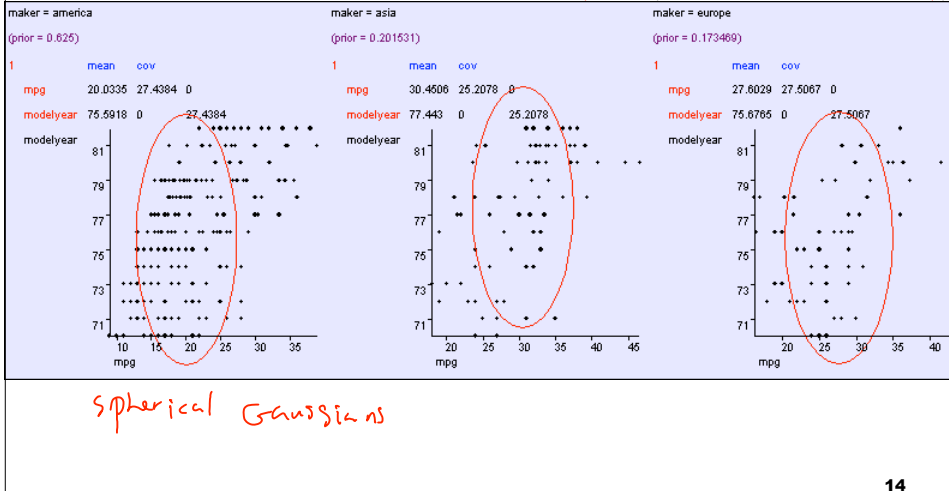 maker = america
(prior = 0.625)
1 mean cov
mpg 20.0335 27.4384 0
modelyear 75.5918 0 27.4384
modelyear
81
79
77
75
73
71
10 15 20 25 30 35
mpg
maker = asia
(prior = 0.201531)
1 mean cov
mpg 30.4506 25.2078 0
modelyear 77.443 0 25.2078
modelyear
81
79
77
75
73
71
20 25 30 35 40 45
mpg
maker = europe
(prior = 0.173469)
1 mean cov
mpg 27.6029 27.5067 0
modelyear 75.6765 0 27.5067
modelyear
81
79
77
75
73
71
20 25 30 35 40
mpg
Spherical Gaussians
14